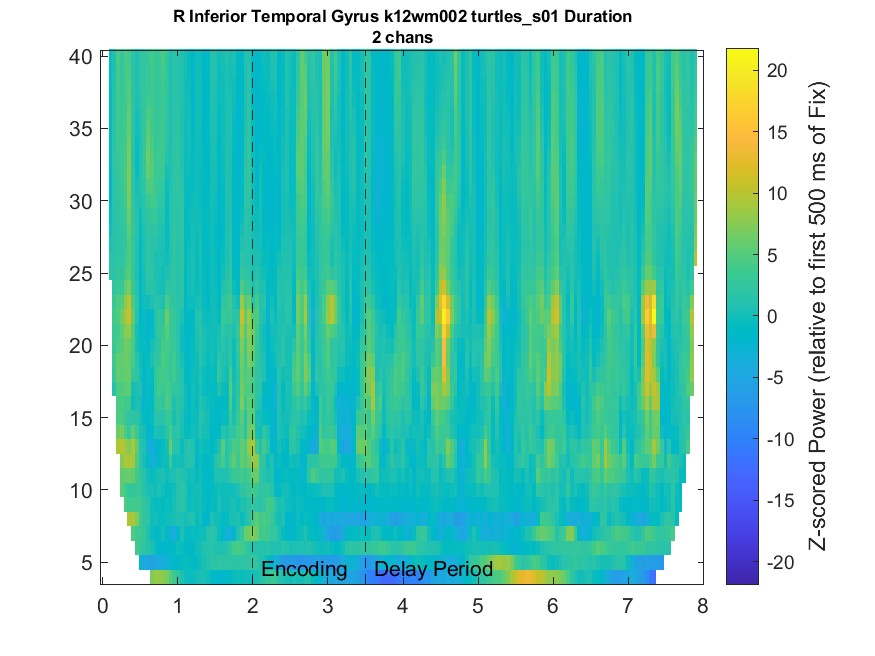 R Inferior Temporal Gyrus k12wm002 turtles_s01 Duration
2 chans
40
35
30
25
20
15
10
5
Encoding
Delay Period
0 1 2 3 4 5 6 7 8
20
15
10
5
0
-5
-10
-15
-20
Z-scored Power (relative to first 500 ms of Fix)